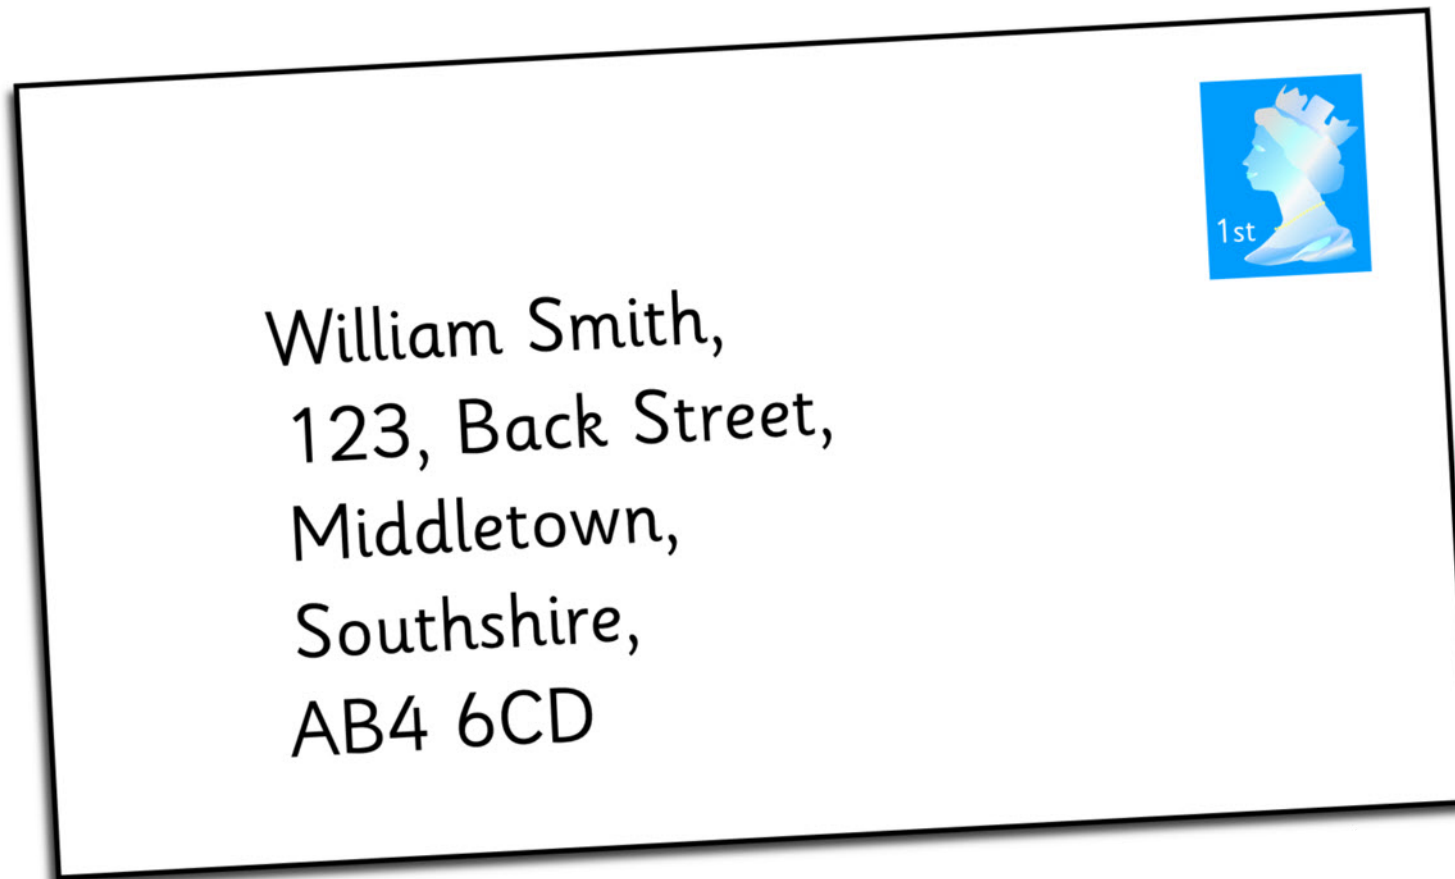 1st
William Smith,
123, Back Street,
Middletown,
Southshire,
AB4 6CD